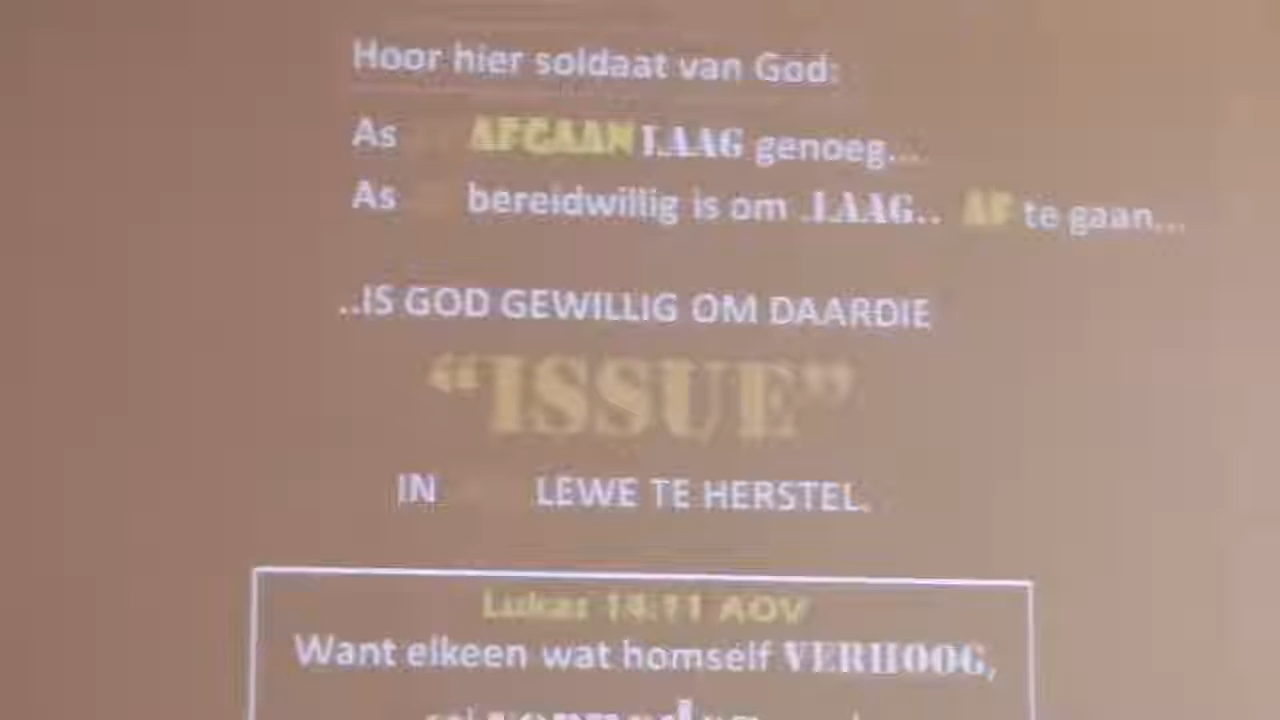 Hoor hier soldaat van God:
As AFGAAN LAAG genoeg...
As bereidwillig is om .LAAG.. AF te gaan...
..IS GOD GEWILLIG OM DAARDIE
“ISSUE”
IN LEWE TE HERSTEL.
Lukas 14:11 AOV
Want elkeen wat homself VERHOOG,